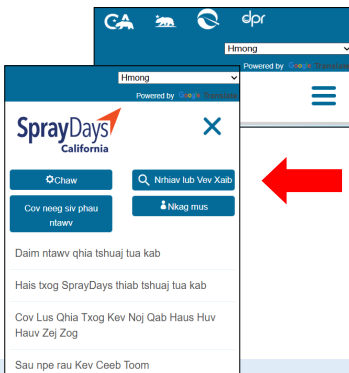 CA dpr
Hmong
Powered by Google Translate
Hmong
Powered by Google Translate
SprayDays
California
Chaw
Nrhiav lub Vev Xaib
Cov neeg siv phau
ntawv
Nkag mus
Daim ntawv qhia tshuaj tua kab
Hais txog SprayDays thiab tshuaj tua kab
Cov Lus Qhia Txog Kev Noj Qab Haus Huv
Hauv Zej Zog
Sau npe rau Kev Ceeb Toom